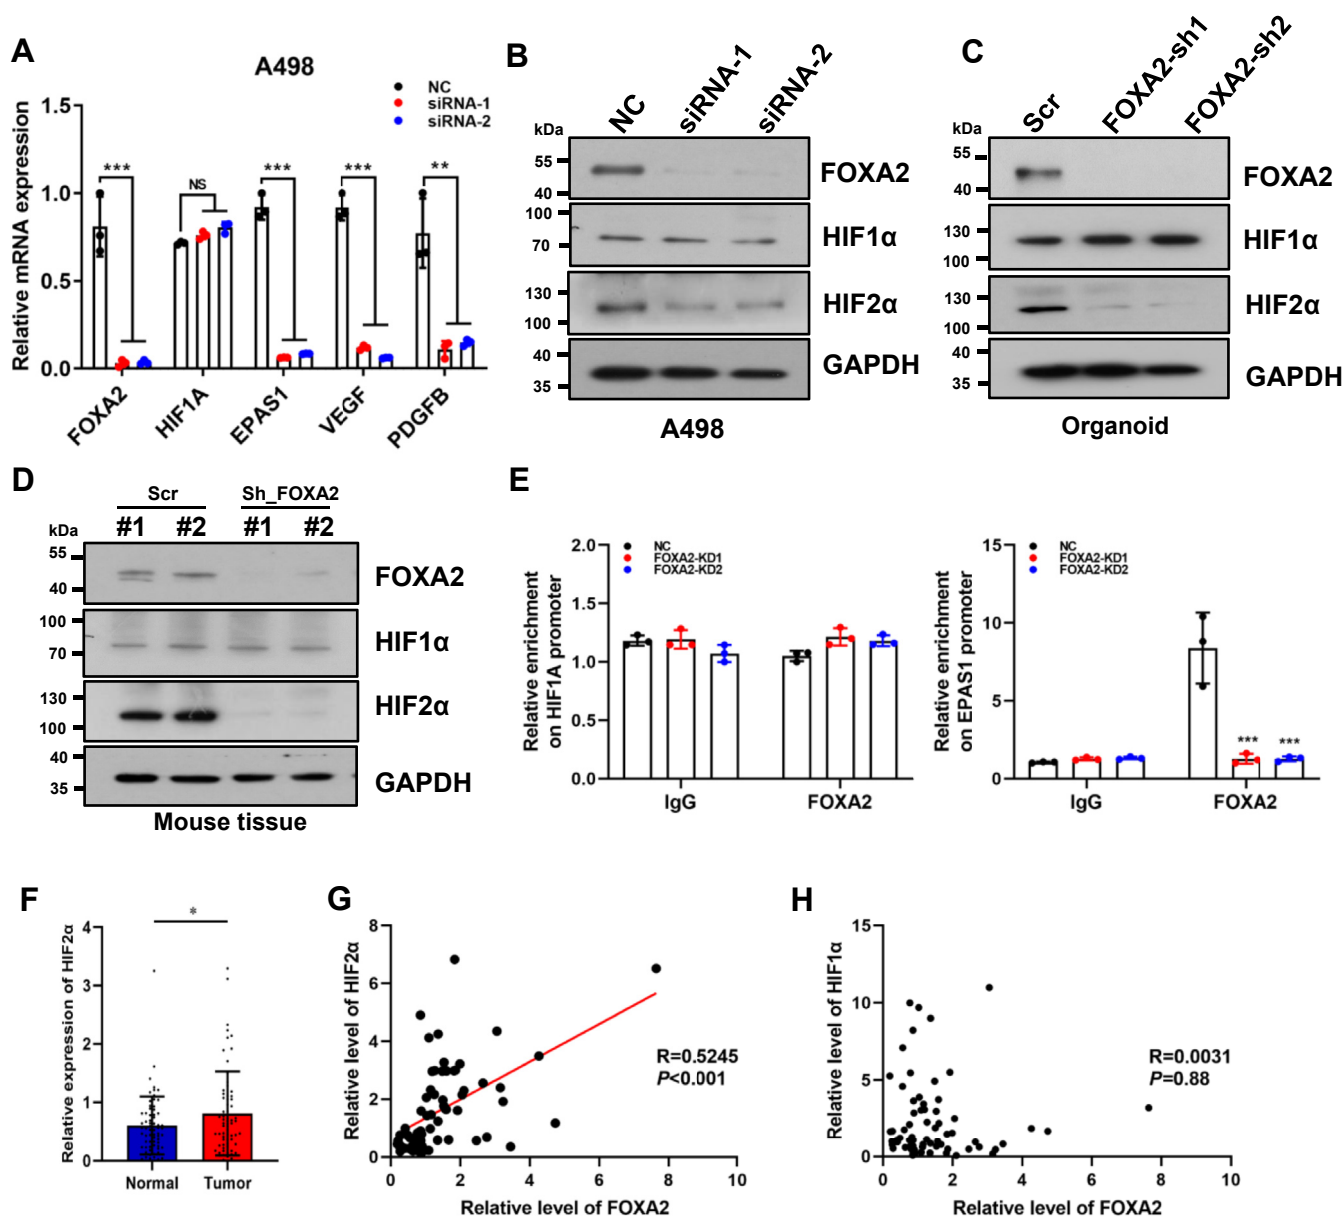 A
A498
NC
siRNA-1
siRNA-2
Relative mRNA expression
1.5
1.0
0.5
0.0
***
NS
***
***
**
FOXA2
HIF1A
EPAS1
VEGF
PDGFB
B
NC
siRNA-1
siRNA-2
kDa
55
40
FOXA2
100
70
HIF1α
130
100
HIF2α
40
35
GAPDH
A498
C
Scr
FOXA2-sh1
FOXA2-sh2
kDa
55
40
FOXA2
130
100
HIF1α
130
100
HIF2α
40
35
GAPDH
Organoid
D
Scr
Sh_FOXA2
#1 #2 #1 #2
kDa
55
40
FOXA2
100
70
HIF1α
130
100
HIF2α
40
35
GAPDH
Mouse tissue
E
NC
FOXA2-KD1
FOXA2-KD2
Relative enrichment
on HIF1A promoter
2.0
1.5
1.0
0.5
0.0
IgG
FOXA2
NC
FOXA2-KD1
FOXA2-KD2
Relative enrichment
on EPAS1 promoter
15
10
5
0
***
***
IgG
FOXA2
F
Relative expression of HIF2α
4
3
2
1
0
*
Normal
Tumor
G
Relative level of HIF2α
8
6
4
2
0
R=0.5245
P<0.001
0 2 4 6 8 10
Relative level of FOXA2
H
Relative level of HIF1α
15
10
5
0
R=0.0031
P=0.88
0 2 4 6 8 10
Relative level of FOXA2